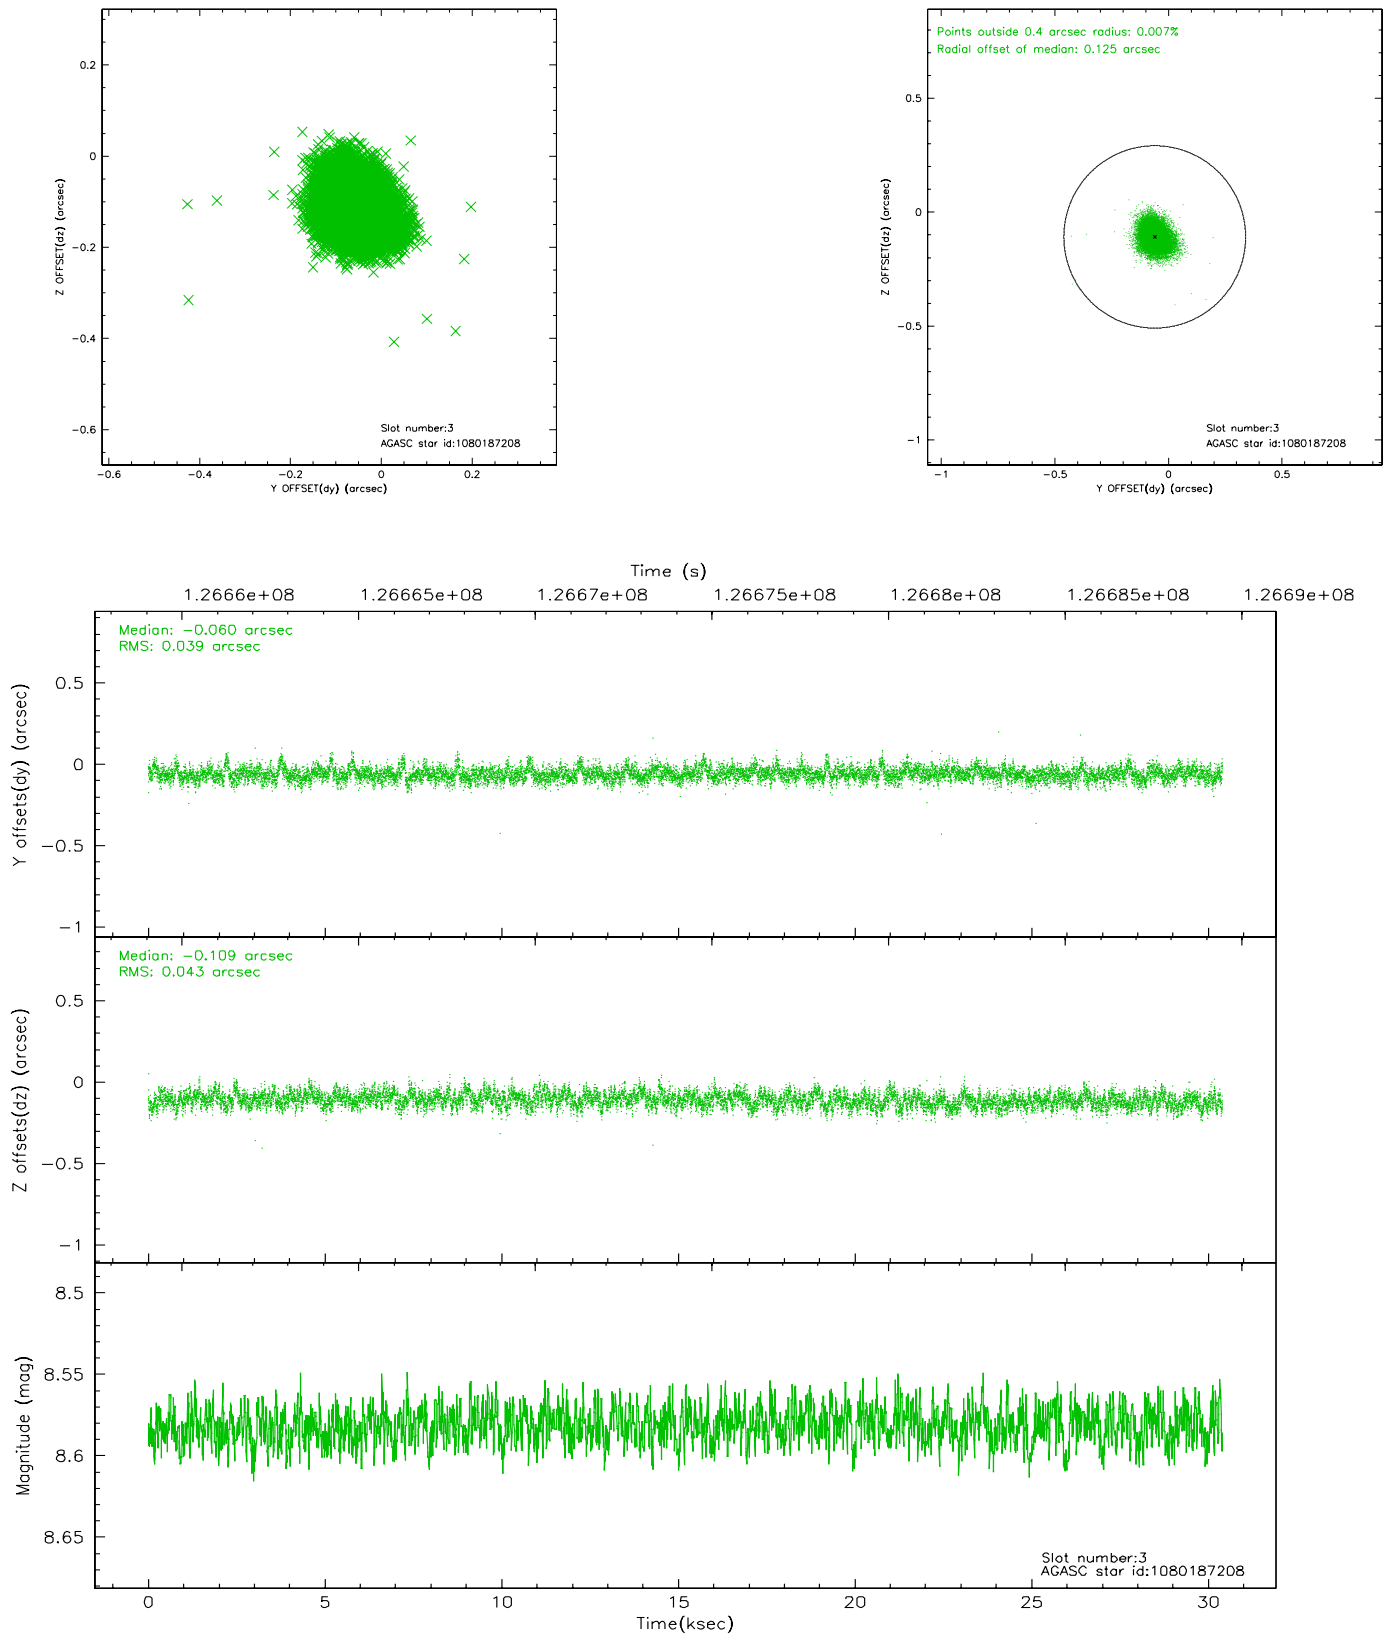 0.2
0
−0.2
−0.4
−0.6
Z OFFSET(dz) (arcsec)
Slot number:3
AGASC star id:1080187208
−0.6
−0.4
−0.2
0
0.2
Y OFFSET(dy) (arcsec)
Points outside 0.4 arcsec radius: 0.007%
Radial offset of median: 0.125 arcsec
0.5
0
−0.5
−1
Z OFFSET(dz) (arcsec)
Slot number:3
AGASC star id:1080187208
−1
−0.5
0
0.5
Y OFFSET(dy) (arcsec)
Time (s)
1.2666e+08
1.26665e+08
1.2667e+08
1.26675e+08
1.2668e+08
1.26685e+08
1.2669e+08
Median: −0.060 arcsec
RMS: 0.039 arcsec
0.5
0
−0.5
−1
Y offsets(dy) (arcsec)
Median: −0.109 arcsec
RMS: 0.043 arcsec
0.5
0
−0.5
−1
Z offsets(dz) (arcsec)
8.5
8.55
8.6
8.65
Magnitude (mag)
Slot number:3
AGASC star id:1080187208
0
5
10
15
20
25
30
Time(ksec)